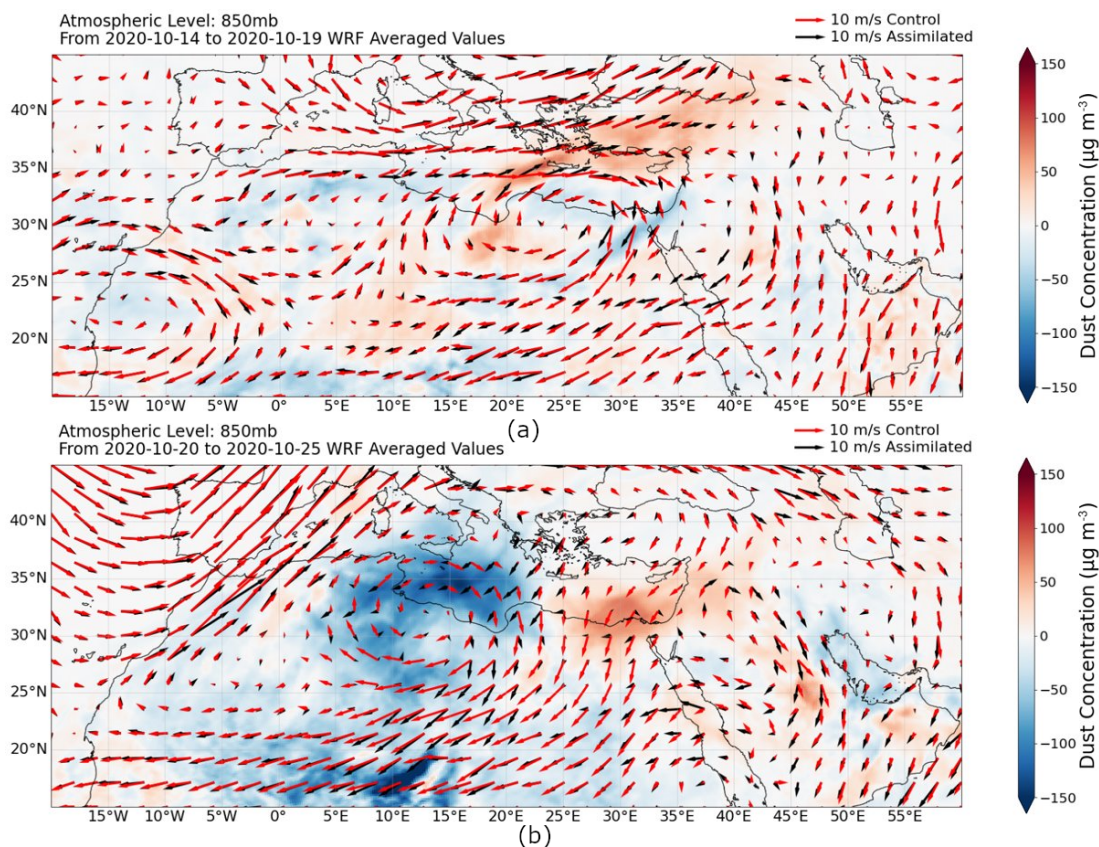 Atmospheric Level: 850mb
From 2020-10-14 to 2020-10-19 WRF Averaged Values
10 m/s Control
10 m/s Assimilated
40°N
35°N
30°N
25°N
20°N
15°W 10°W 5°W 0° 5°E 10°E 15°E 20°E 25°E 30°E 35°E 40°E 45°E 50°E 55°E
150
100
50
0
−50
−100
−150
Dust Concentration (µg m⁻³)
(a)
Atmospheric Level: 850mb
From 2020-10-20 to 2020-10-25 WRF Averaged Values
10 m/s Control
10 m/s Assimilated
40°N
35°N
30°N
25°N
20°N
15°W 10°W 5°W 0° 5°E 10°E 15°E 20°E 25°E 30°E 35°E 40°E 45°E 50°E 55°E
150
100
50
0
−50
−100
−150
Dust Concentration (µg m⁻³)
(b)